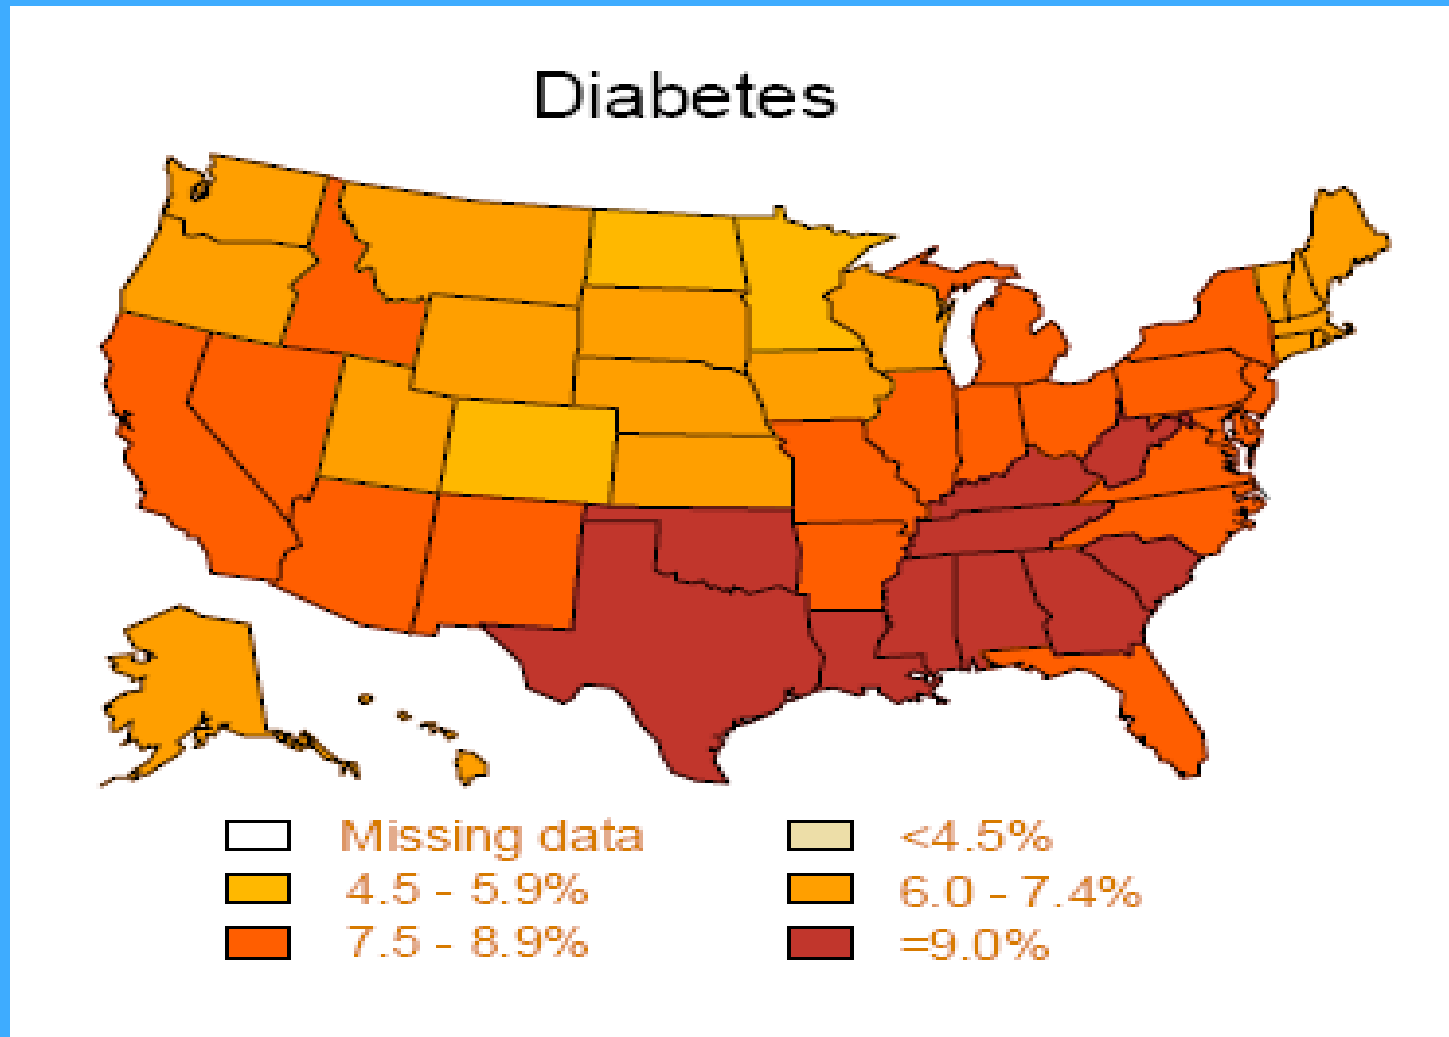 Diabetes
Missing data
<4.5%
4.5 - 5.9%
6.0 - 7.4%
7.5 - 8.9%
=9.0%